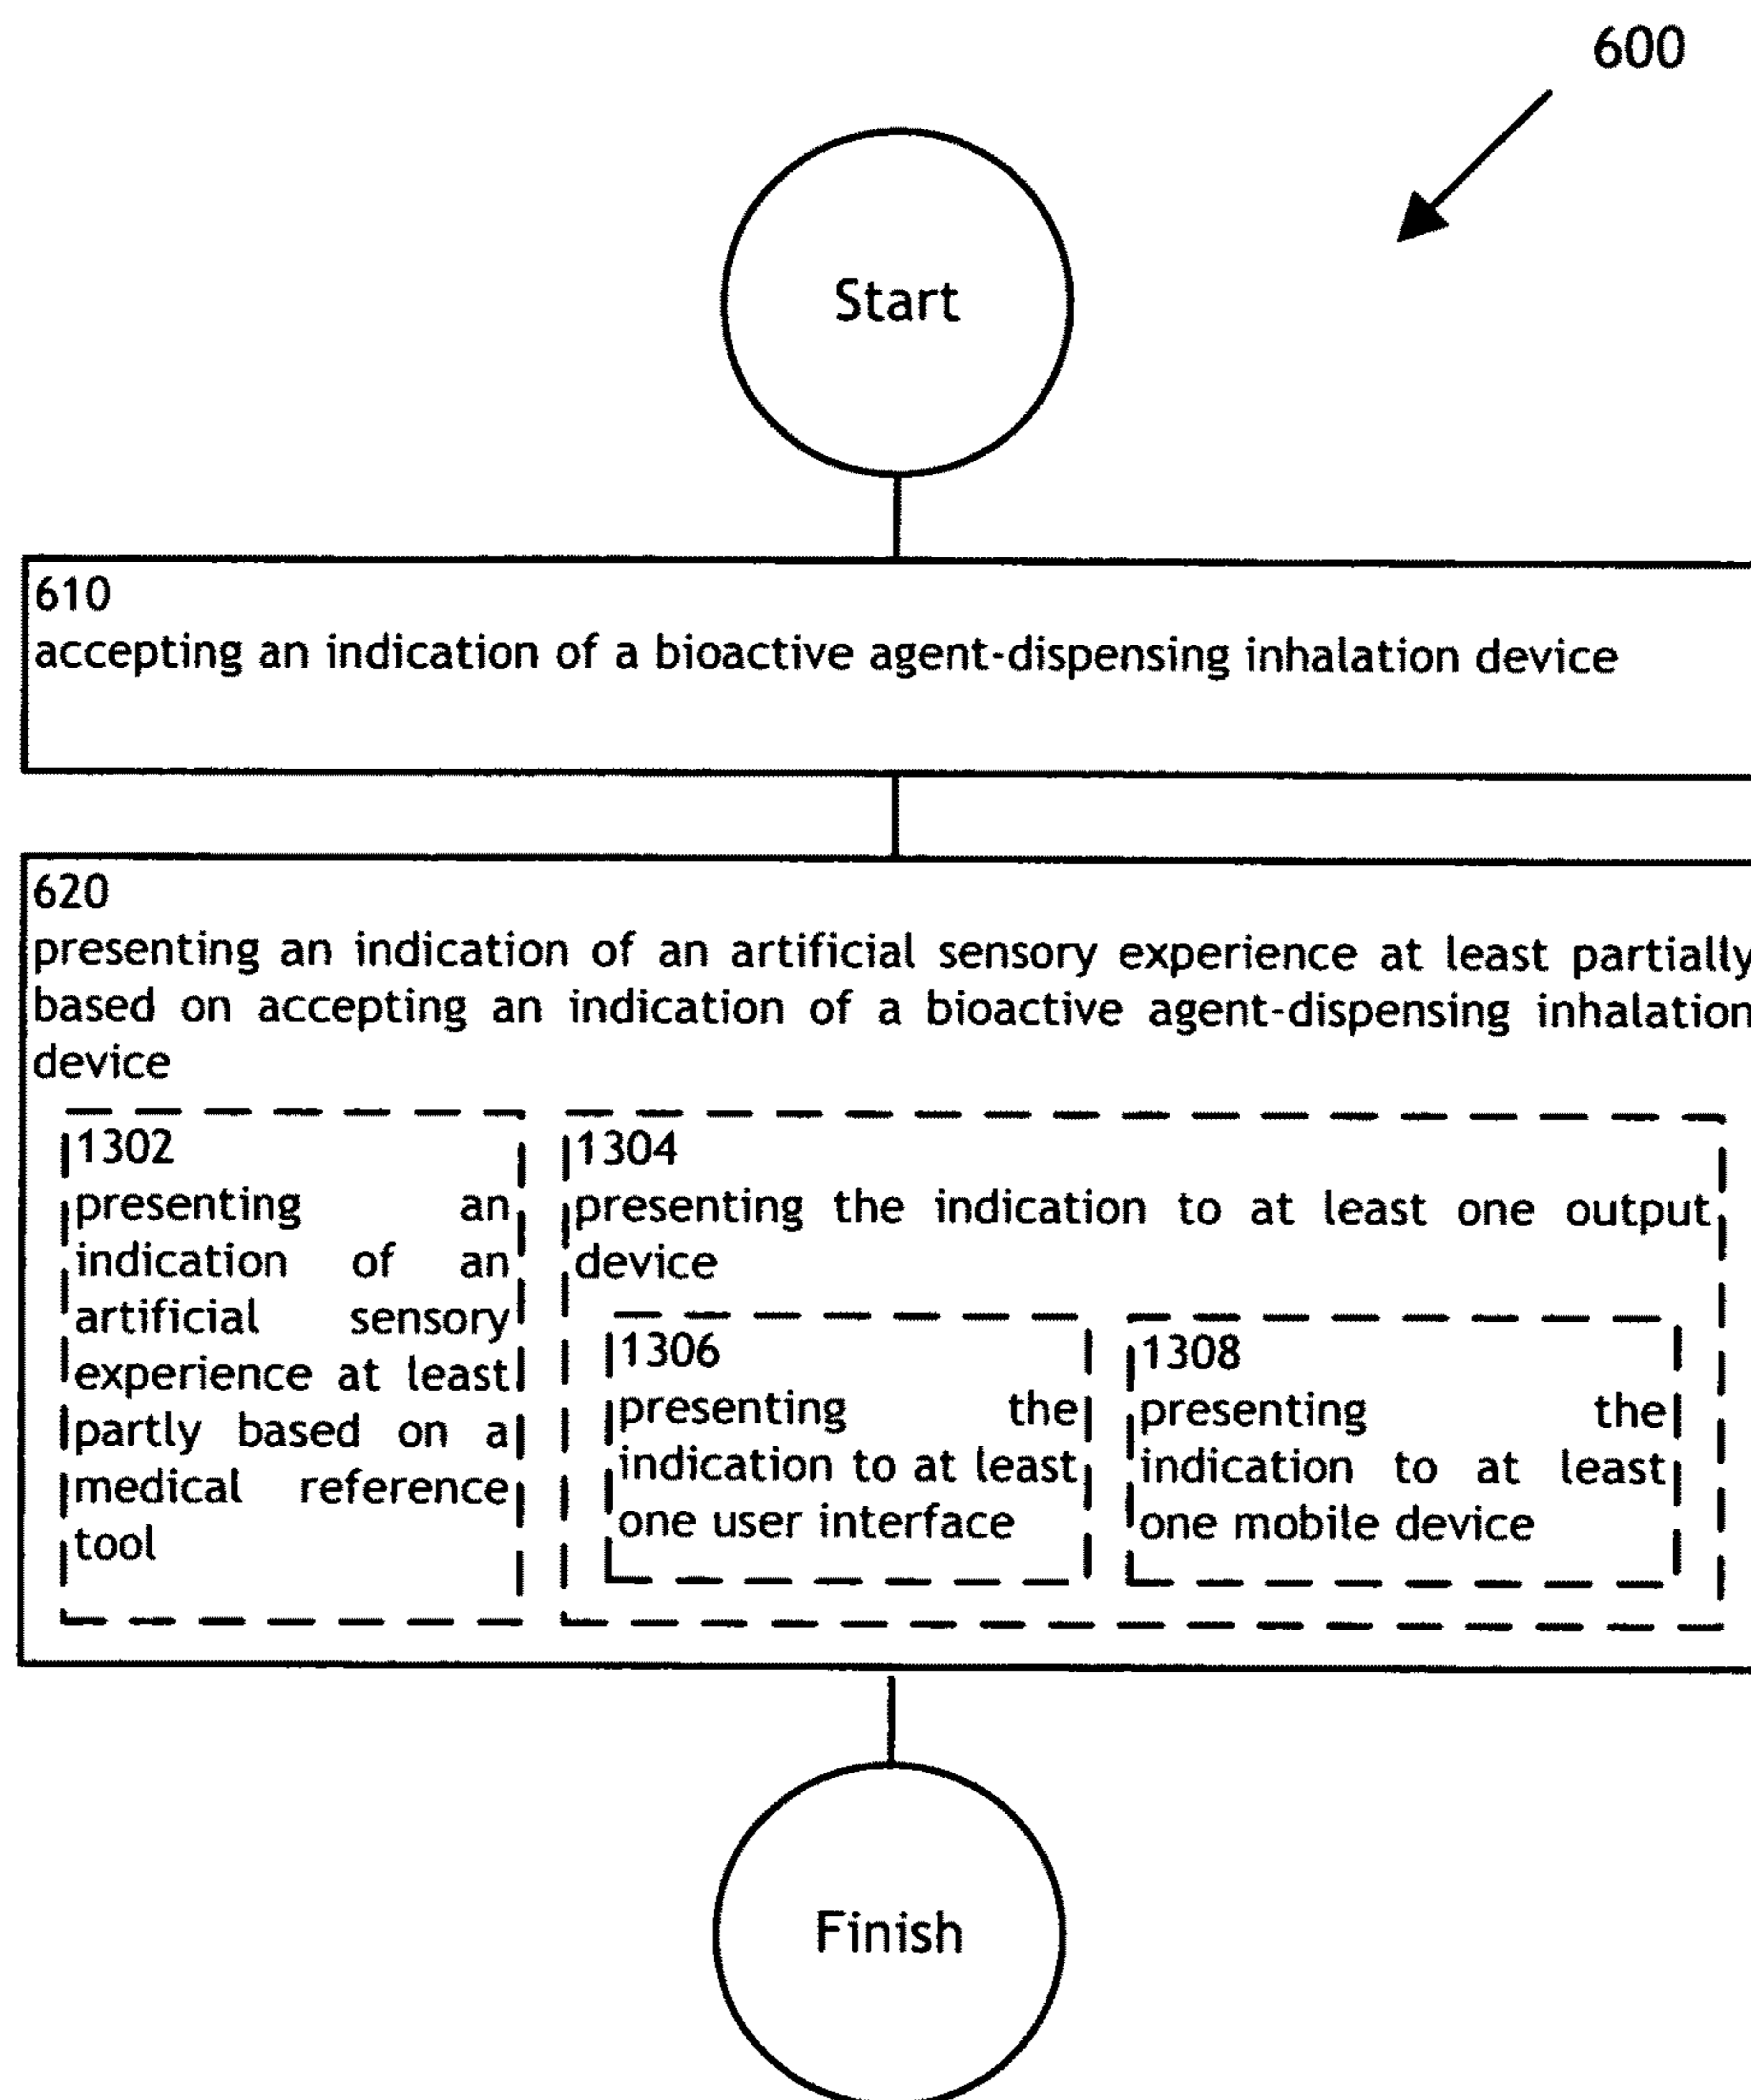 600
Start
610
accepting an indication of a bioactive agent-dispensing inhalation device
620
presenting an indication of an artificial sensory experience at least partially
based on accepting an indication of a bioactive agent-dispensing inhalation
device
1302
presenting an
indication of an
artificial sensory
experience at least
partly based on a
medical reference
tool
1304
presenting the indication to at least one output
device
1306
presenting the
indication to at least
one user interface
1308
presenting the
indication to at least
one mobile device
Finish